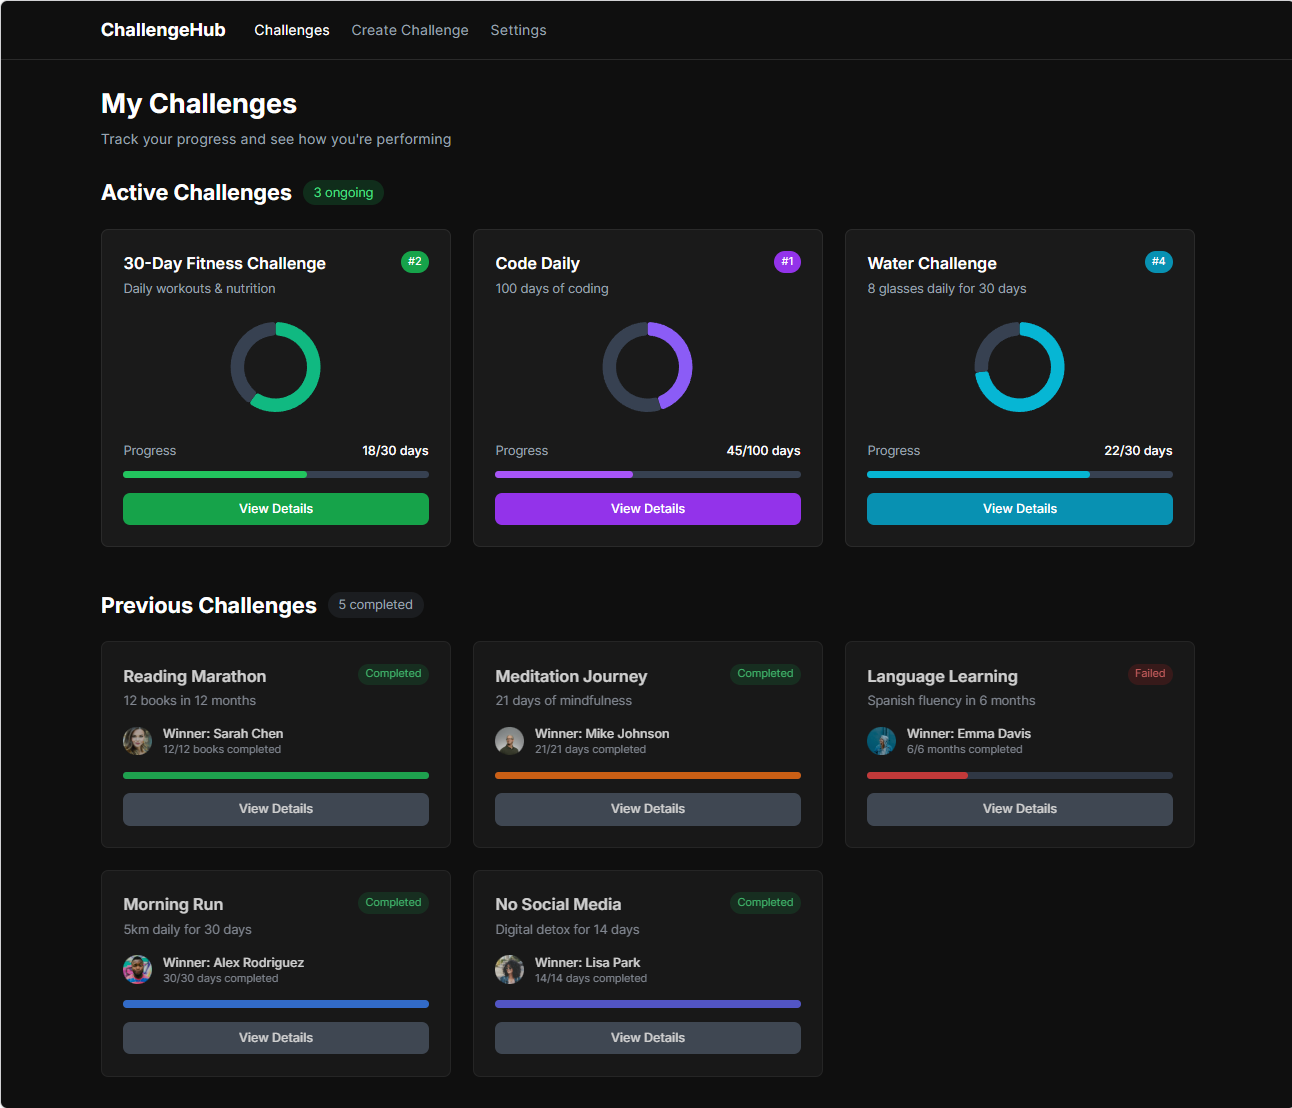 ChallengeHub Challenges Create Challenge Settings
My Challenges
Track your progress and see how you're performing
Active Challenges 3 ongoing
30-Day Fitness Challenge #2
Daily workouts & nutrition
Progress 18/30 days
View Details
Code Daily #1
100 days of coding
Progress 45/100 days
View Details
Water Challenge #4
8 glasses daily for 30 days
Progress 22/30 days
View Details
Previous Challenges 5 completed
Reading Marathon Completed
12 books in 12 months
Winner: Sarah Chen
12/12 books completed
View Details
Meditation Journey Completed
21 days of mindfulness
Winner: Mike Johnson
21/21 days completed
View Details
Language Learning Failed
Spanish fluency in 6 months
Winner: Emma Davis
6/6 months completed
View Details
Morning Run Completed
5km daily for 30 days
Winner: Alex Rodriguez
30/30 days completed
View Details
No Social Media Completed
Digital detox for 14 days
Winner: Lisa Park
14/14 days completed
View Details